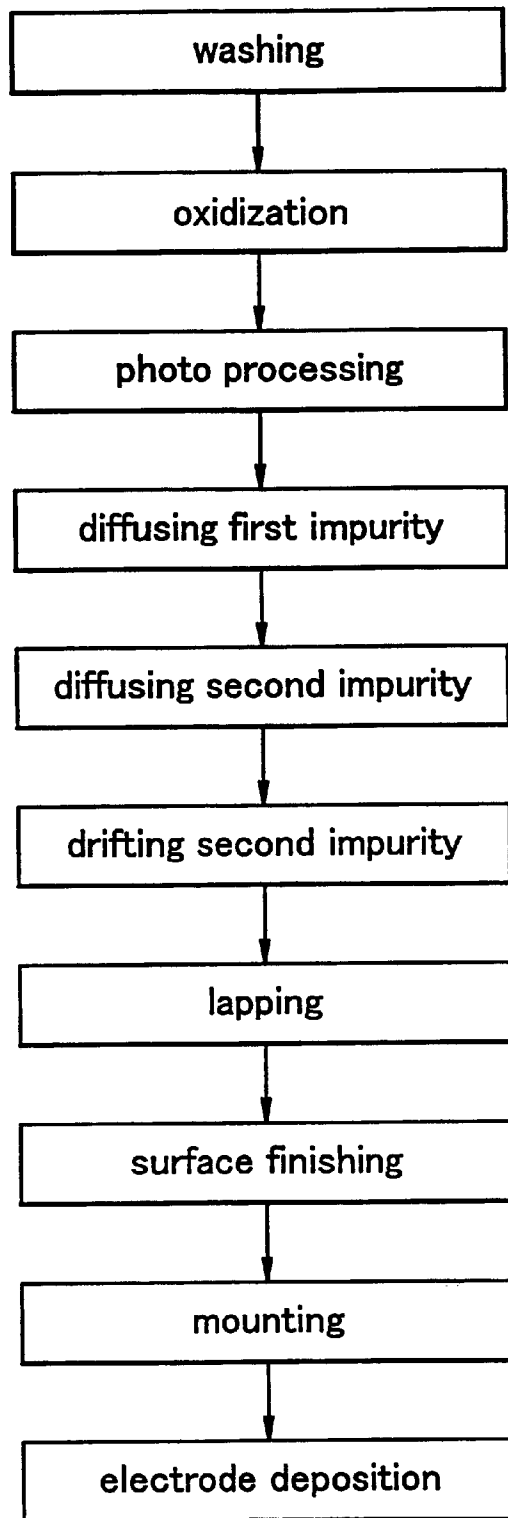 washing
oxidization
photo processing
diffusing first impurity
diffusing second impurity
drifting second impurity
lapping
surface finishing
mounting
electrode deposition